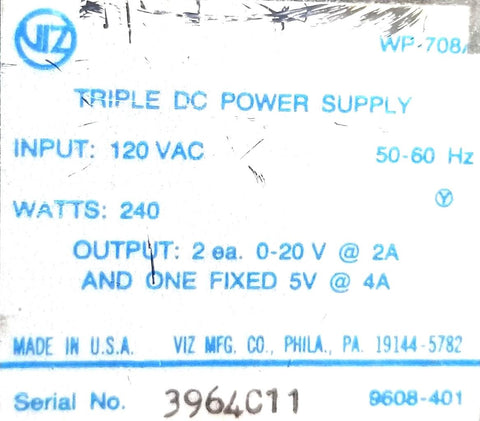 VIZ WP-708A
TRIPLE DC POWER SUPPLY
INPUT: 120 VAC 50-60 Hz
WATTS: 240 Y
OUTPUT: 2 ea. 0-20 V @ 2A
AND ONE FIXED 5V @ 4A
MADE IN U.S.A. VIZ MFG. CO., PHILA., PA. 19144-5782
Serial No. 3964C11 9608-401